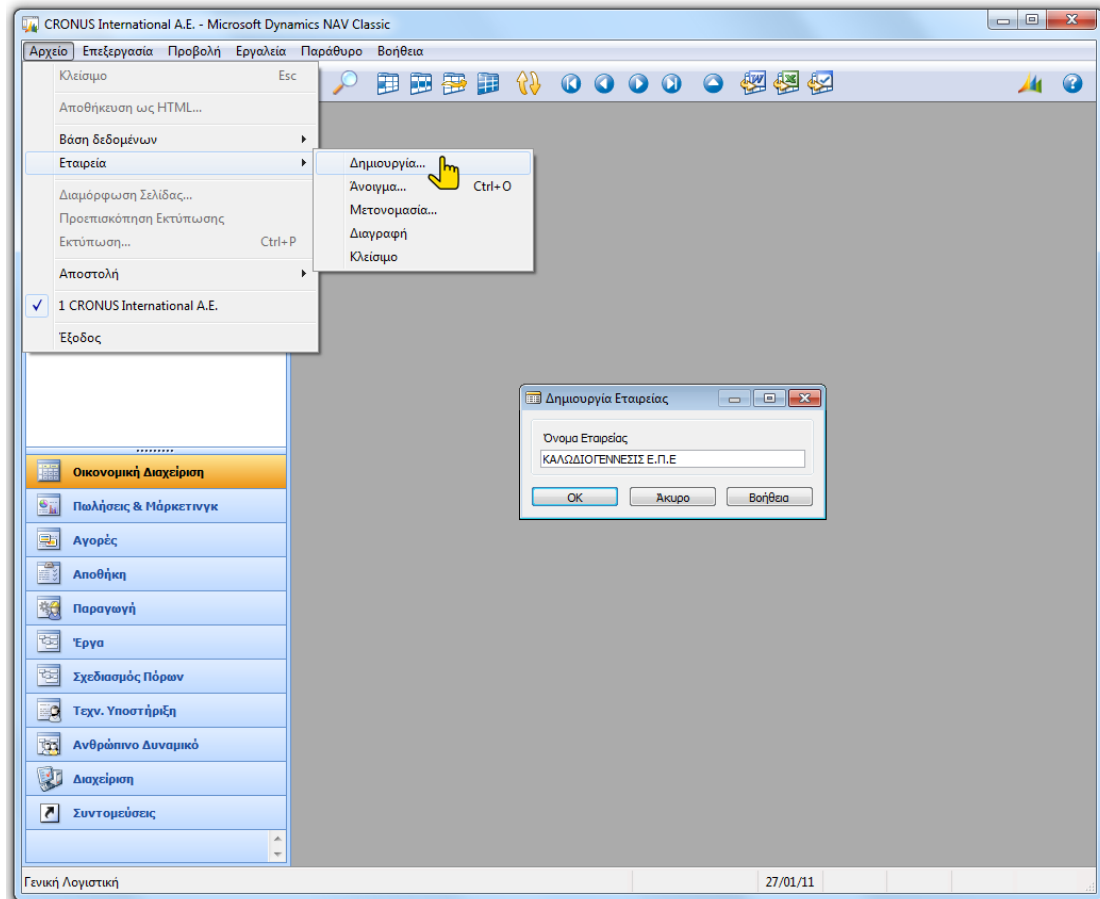 CRONUS International A.E. - Microsoft Dynamics NAV Classic
Αρχείο Επεξεργασία Προβολή Εργαλεία Παράθυρο Βοήθεια
Κλείσιμο Esc
Αποθήκευση ως HTML...
Βάση δεδομένων
Εταιρεία
Διαμόρφωση Σελίδας...
Προεπισκόπηση Εκτύπωσης
Εκτύπωση... Ctrl+P
Αποστολή
1 CRONUS International A.E.
Έξοδος
Δημιουργία...
Άνοιγμα... Ctrl+O
Μετονομασία...
Διαγραφή
Κλείσιμο
Δημιουργία Εταιρείας
Όνομα Εταιρείας
ΚΑΛΩΔΙΟΓΕΝΝΕΣΙΣ Ε.Π.Ε
OK Άκυρο Βοήθεια
Οικονομική Διαχείριση
Πωλήσεις & Μάρκετινγκ
Αγορές
Αποθήκη
Παραγωγή
Έργα
Σχεδιασμός Πόρων
Τεχν. Υποστήριξη
Ανθρώπινο Δυναμικό
Διαχείριση
Συντομεύσεις
Γενική Λογιστική 27/01/11